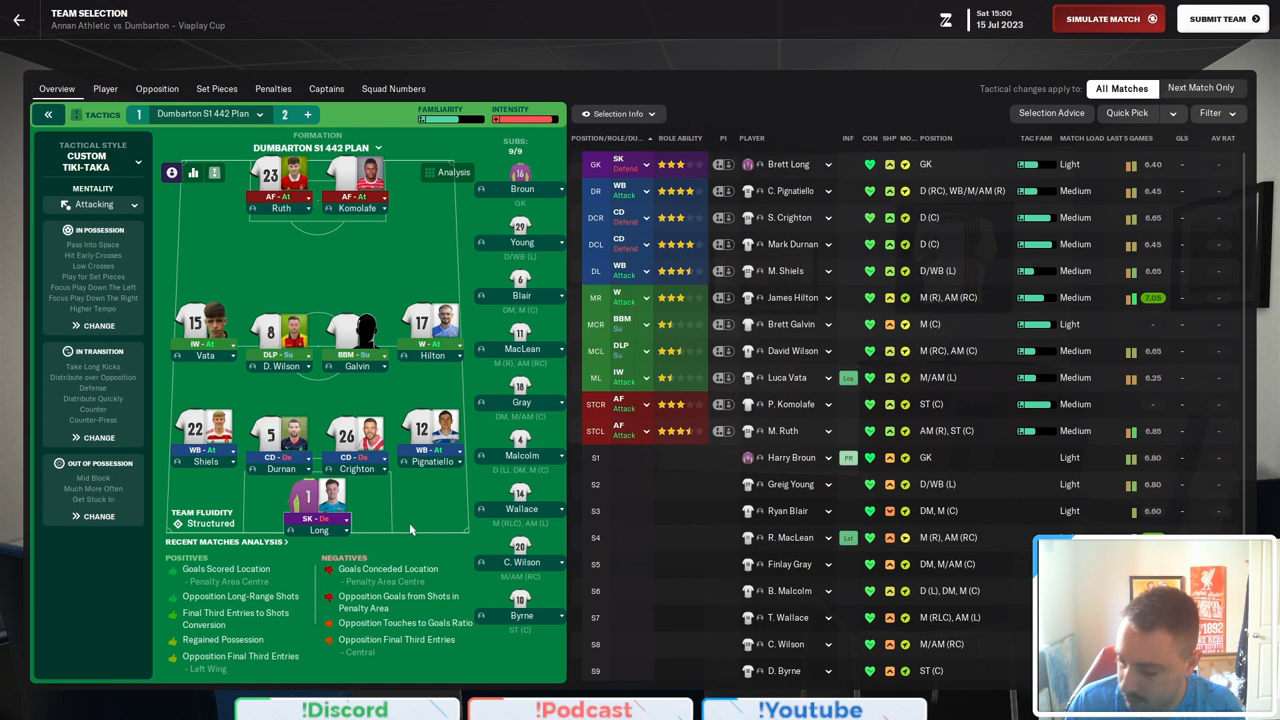 TEAM SELECTION
Annan Athletic vs Dumbarton - Viaplay Cup
Sat 15:00
15 Jul 2023
SIMULATE MATCH
SUBMIT TEAM
Overview Player Opposition Set Pieces Penalties Captains Squad Numbers
Tactical changes apply to: All Matches Next Match Only
TACTICS 1 Dumbarton S1 442 Plan 2 +
FAMILIARITY INTENSITY
Selection Info
Selection Advice Quick Pick Filter
TACTICAL STYLE
CUSTOM
TIKI-TAKA
MENTALITY
Attacking
IN POSSESSION
Pass Into Space
Hit Early Crosses
Low Crosses
Play for Set Pieces
Focus Play Down The Left
Focus Play Down The Right
Higher Tempo
CHANGE
IN TRANSITION
Take Long Kicks
Distribute over Opposition
Defense
Distribute Quickly
Counter
Counter-Press
CHANGE
OUT OF POSSESSION
Mid Block
Much More Often
Get Stuck In
CHANGE
FORMATION
DUMBARTON S1 442 PLAN
Analysis
23
AF - At AF - At
Ruth Komolafe
15 8 17
IW - At DLP - Su BBM - Su W - At
Vata D. Wilson Galvin Hilton
22 5 26 12
WB - At CD - De CD - De WB - At
Shiels Durnan Crighton Pignatiello
1
SK - De
Long
TEAM FLUIDITY
Structured
RECENT MATCHES ANALYSIS >
POSITIVES
Goals Scored Location
- Penalty Area Centre
Opposition Long-Range Shots
Final Third Entries to Shots
Conversion
Regained Possession
Opposition Final Third Entries
- Left Wing
NEGATIVES
Goals Conceded Location
- Penalty Area Centre
Opposition Goals from Shots in
Penalty Area
Opposition Touches to Goals Ratio
Opposition Final Third Entries
- Central
SUBS:
9/9
16
Broun
GK
29
Young
D/WB (L)
6
Blair
DM, M (C)
11
MacLean
M (R), AM (RC)
18
Gray
DM, M/AM (C)
4
Malcolm
D (L), DM, M (C)
14
Wallace
M (RLC), AM (L)
20
C. Wilson
M/AM (RC)
10
Byrne
ST (C)
POSITION/ROLE/DU... ROLE ABILITY PI PLAYER INF CON SHP MO... POSITION TAC FAMI MATCH LOAD LAST 5 GAMES GLS AV RAT
GK SK Defend Brett Long GK Light 6.40 - -
DR WB Attack C. Pignatiello D (RC), WB/M/AM (R) Medium 6.45 - -
DCR CD Defend S. Crighton D (C) Medium 6.65 - -
DCL CD Defend Mark Durnan D (C) Medium 6.45 - -
DL WB Attack M. Shiels D/WB (L) Medium 6.65 - -
MR W Attack James Hilton M (R), AM (RC) Medium 7.05 - -
MCR BBM Su Brett Galvin M (C) Light - - -
MCL DLP Su David Wilson M (RC), AM (C) Medium 6.65 - -
ML IW Attack Luca Vata Loa M/AM (L) Medium 6.25 - -
STCR AF Attack P. Komolafe ST (C) Medium - - -
STCL AF Attack M. Ruth AM (R), ST (C) Medium 6.85 - -
S1 Harry Broun PR GK Light 6.80 - -
S2 Craig Young D/WB (L) Light 6.80 - -
S3 Ryan Blair DM, M (C) Light 6.60 - -
S4 R. MacLean Lst M (R), AM (RC)
S5 Finlay Gray DM, M/AM (C)
S6 B. Malcolm D (L), DM, M (C)
S7 T. Wallace M (RLC), AM (L)
S8 C. Wilson M/AM (RC)
S9 D. Byrne ST (C)
!Discord !Podcast !Youtube